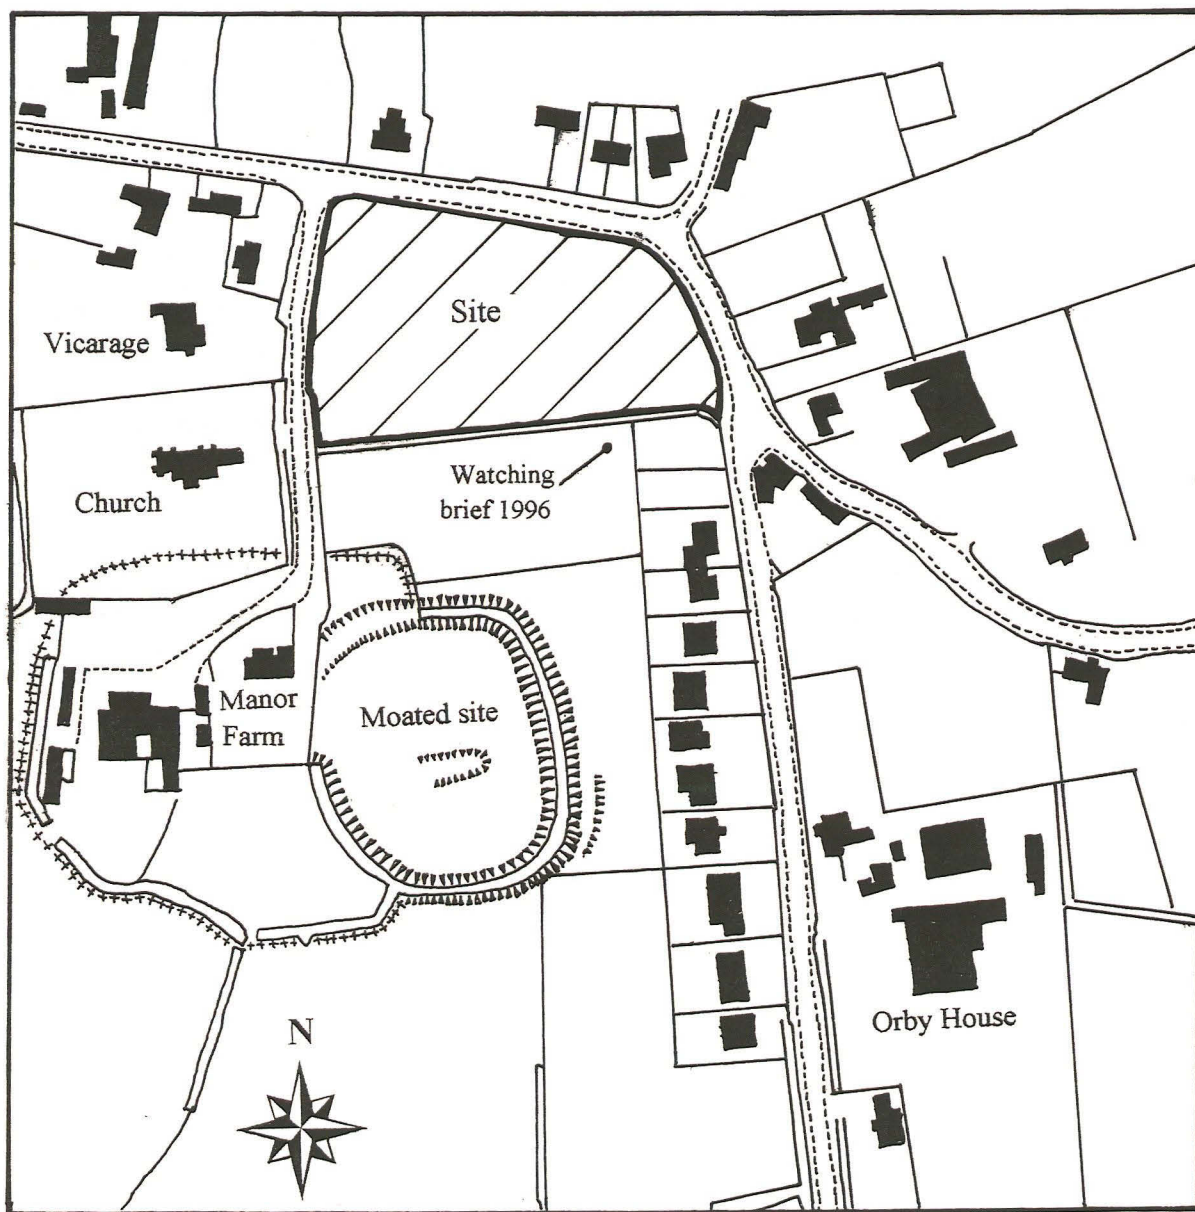 Site
Vicarage
Watching
brief 1996
Church
Manor
Farm
Moated site
Orby House
N